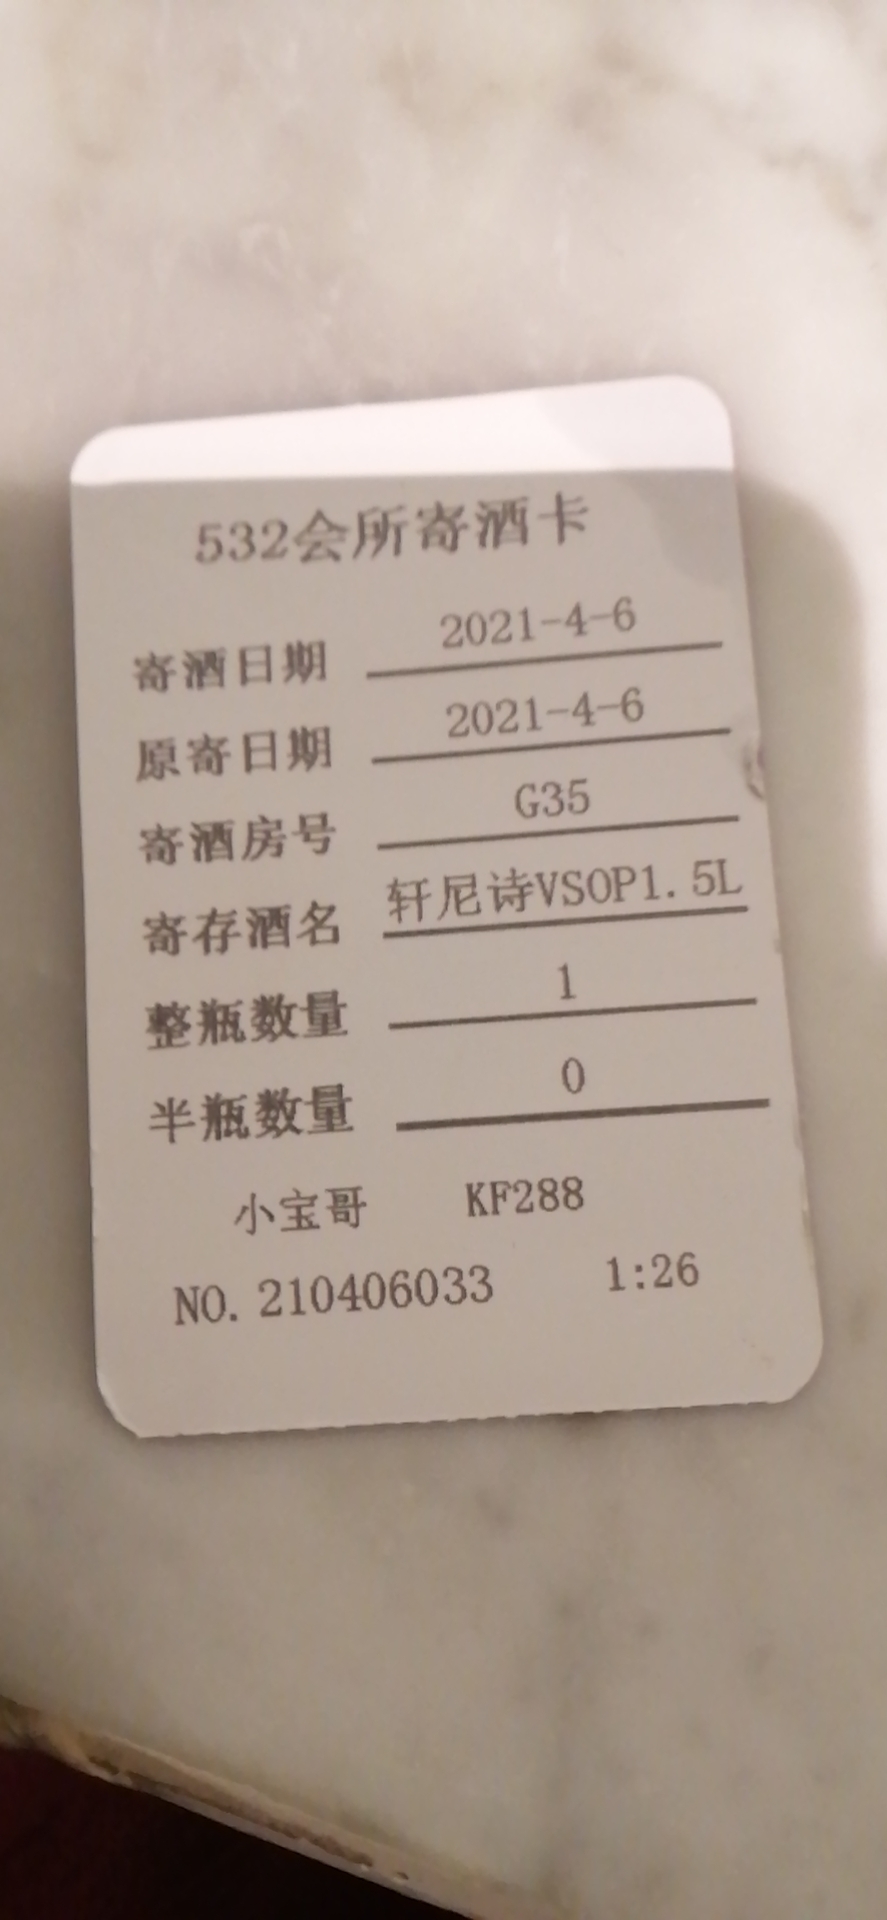 532会所寄酒卡
寄酒日期 2021-4-6
原寄日期 2021-4-6
寄酒房号 G35
寄存酒名 轩尼诗VSOP1.5L
整瓶数量 1
半瓶数量 0
小宝哥 KF288
NO.210406033 1:26